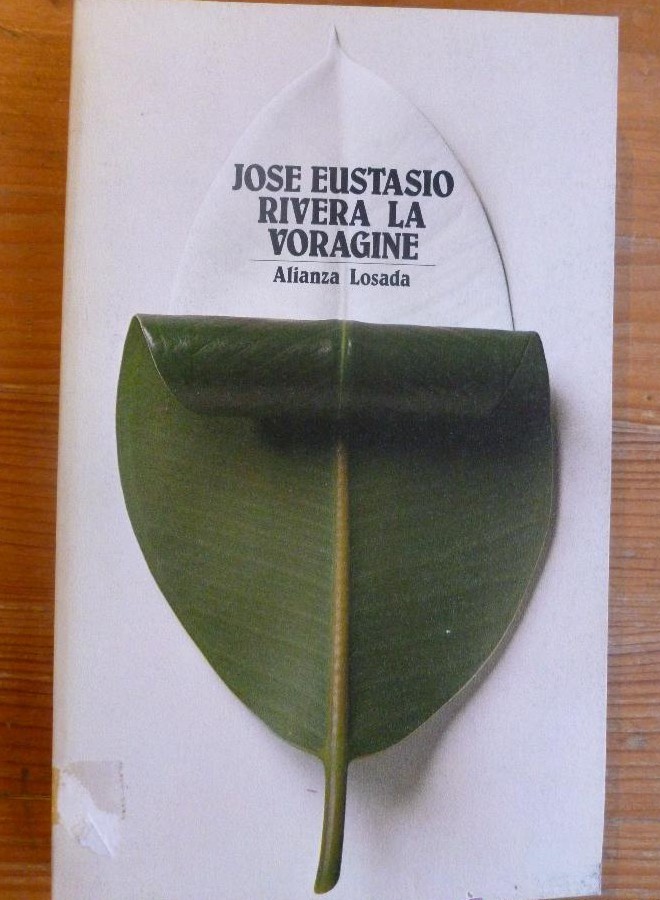 JOSE EUSTASIO
RIVERA LA
VORAGINE
Alianza Losada